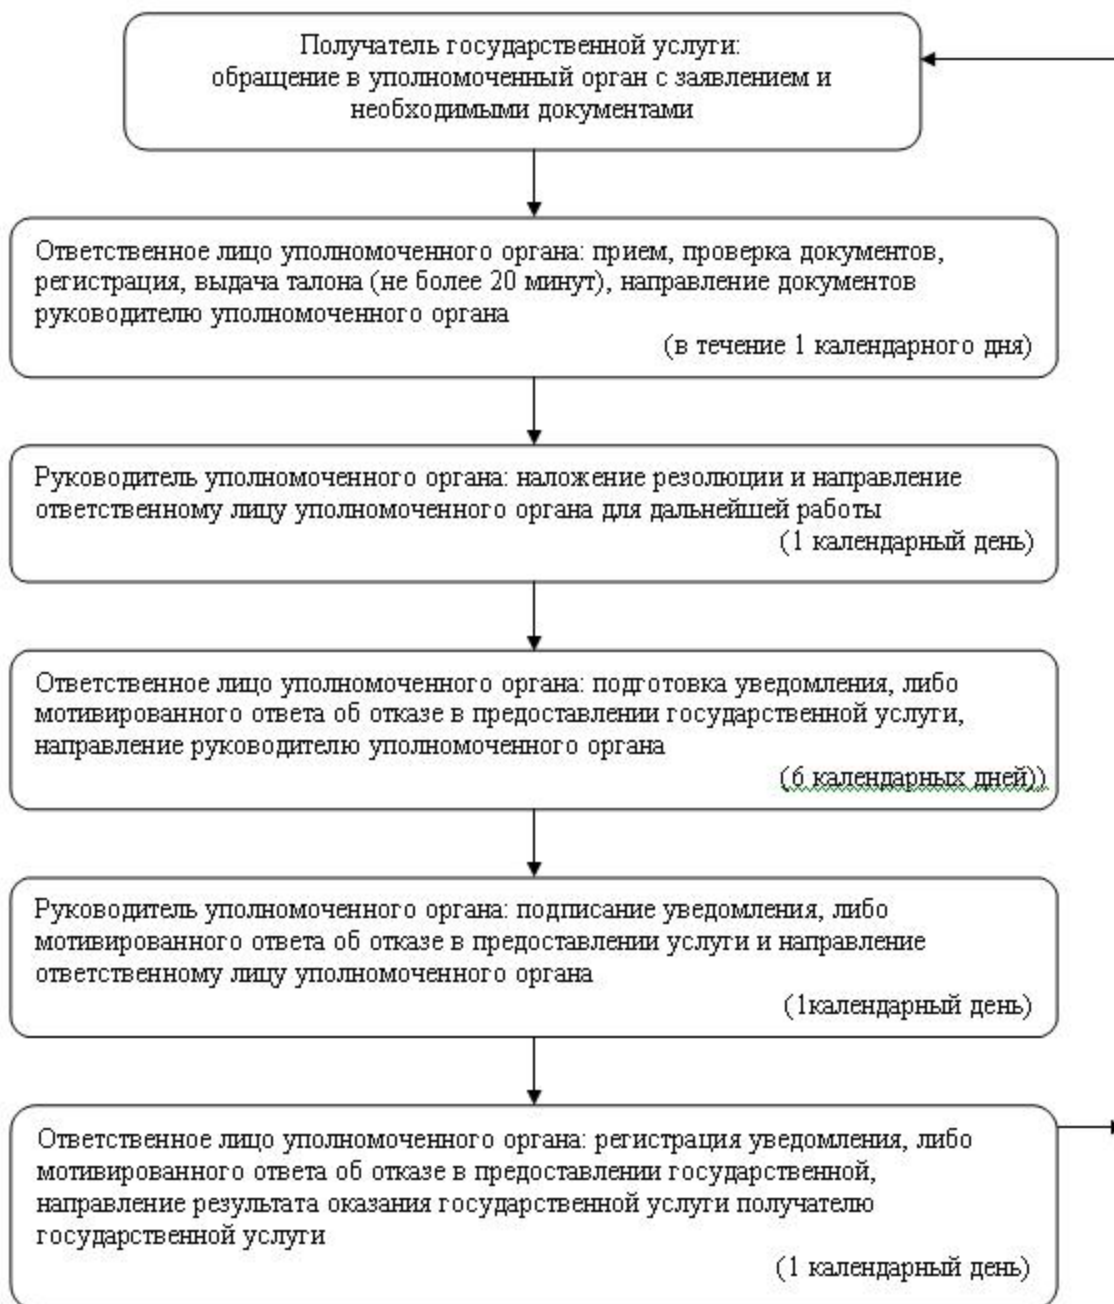 Получатель государственной услуги:
обращение в уполномоченный орган с заявлением и
необходимыми документами
Ответственное лицо уполномоченного органа: прием, проверка документов,
регистрация, выдача талона (не более 20 минут), направление документов
руководителю уполномоченного органа
(в течение 1 календарного дня)
Руководитель уполномоченного органа: наложение резолюции и направление
ответственному лицу уполномоченного органа для дальнейшей работы
(1 календарный день)
Ответственное лицо уполномоченного органа: подготовка уведомления, либо
мотивированного ответа об отказе в предоставлении государственной услуги,
направление руководителю уполномоченного органа
(6 календарных дней))
Руководитель уполномоченного органа: подписание уведомления, либо
мотивированного ответа об отказе в предоставлении услуги и направление
ответственному лицу уполномоченного органа
(1календарный день)
Ответственное лицо уполномоченного органа: регистрация уведомления, либо
мотивированного ответа об отказе в предоставлении государственной,
направление результата оказания государственной услуги получателю
государственной услуги
(1 календарный день)